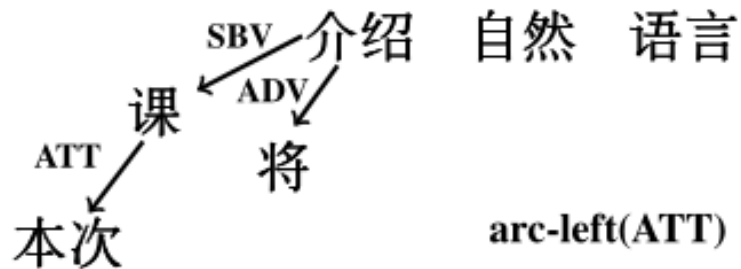 SBV 介绍 自然 语言
ADV
课
ATT 将
本次 arc-left(ATT)